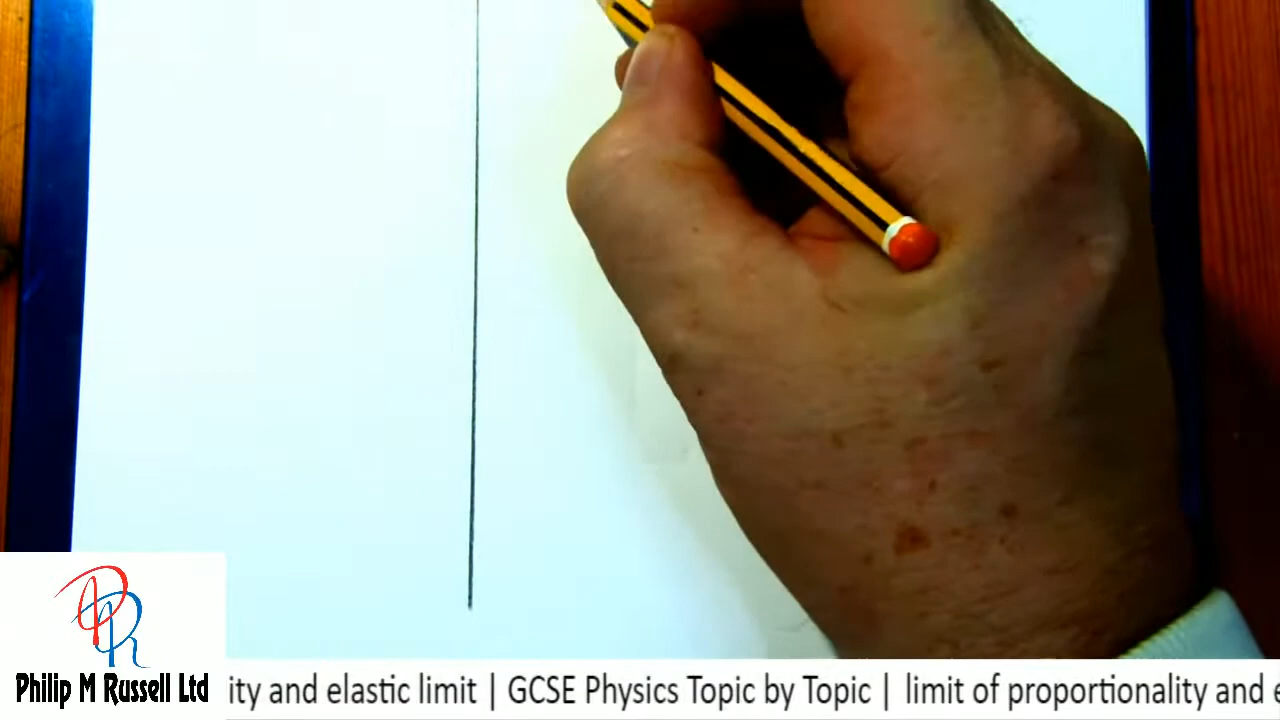 Philip M Russell Ltd
ity and elastic limit | GCSE Physics Topic by Topic | limit of proportionality and e